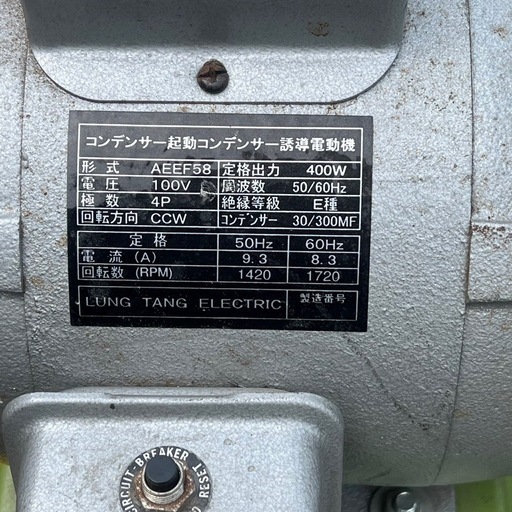 コンデンサー起動コンデンサー誘導電動機
形式 AEEF58 定格出力 400W
電圧 100V 周波数 50/60Hz
極数 4P 絶縁等級 E種
回転方向 CCW コンデンサー 30/300MF
定格 50Hz 60Hz
電流(A) 9.3 8.3
回転数(RPM) 1420 1720
LUNG TANG ELECTRIC 製造番号
CIRCUIT-BREAKER
RESET